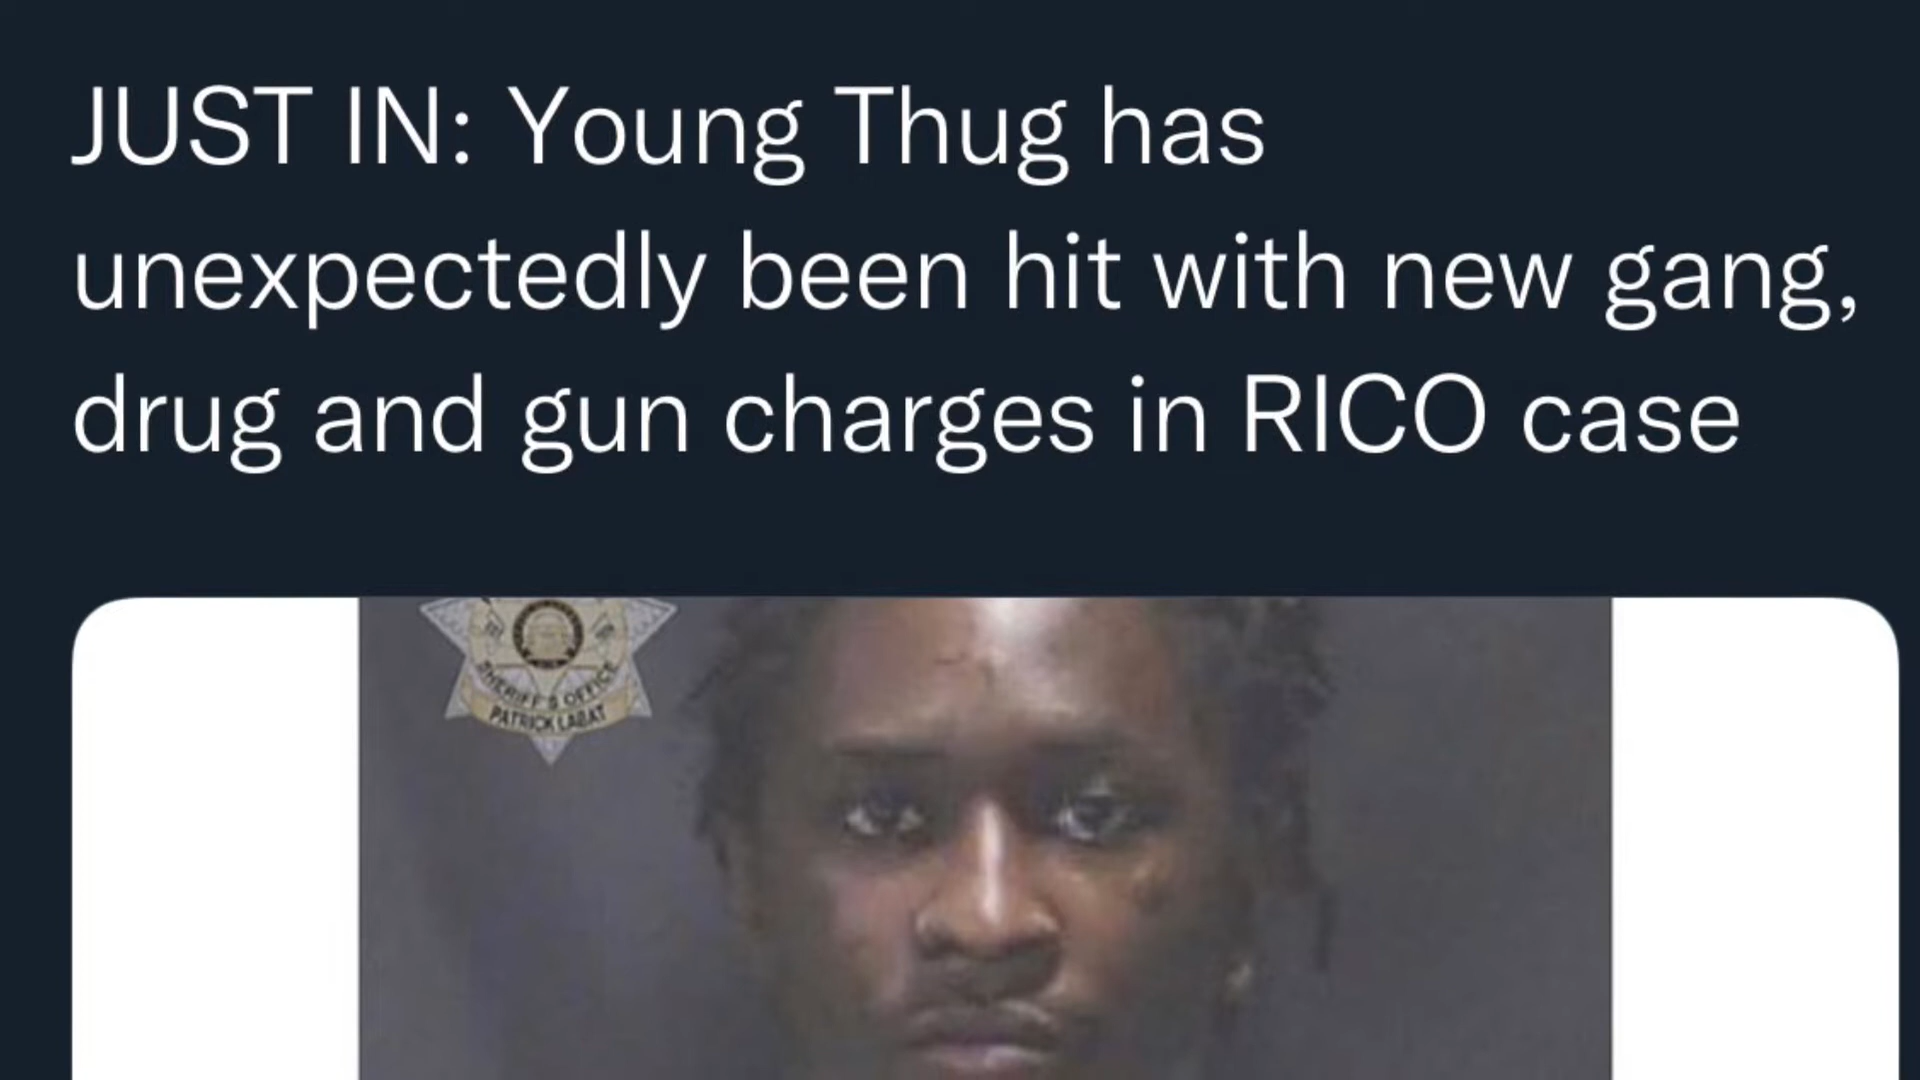 JUST IN: Young Thug has
unexpectedly been hit with new gang,
drug and gun charges in RICO case
SHERIFF'S OFFICE
PATRICK LABAT